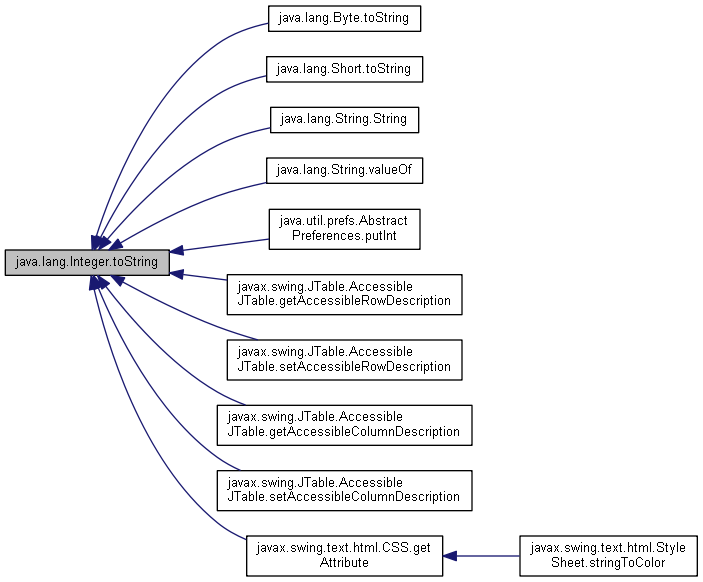 java.lang.Byte.toString
java.lang.Short.toString
java.lang.String.String
java.lang.String.valueOf
java.util.prefs.Abstract
Preferences.putInt
java.lang.Integer.toString
javax.swing.JTable.Accessible
JTable.getAccessibleRowDescription
javax.swing.JTable.Accessible
JTable.setAccessibleRowDescription
javax.swing.JTable.Accessible
JTable.getAccessibleColumnDescription
javax.swing.JTable.Accessible
JTable.setAccessibleColumnDescription
javax.swing.text.html.CSS.get
Attribute
javax.swing.text.html.Style
Sheet.stringToColor